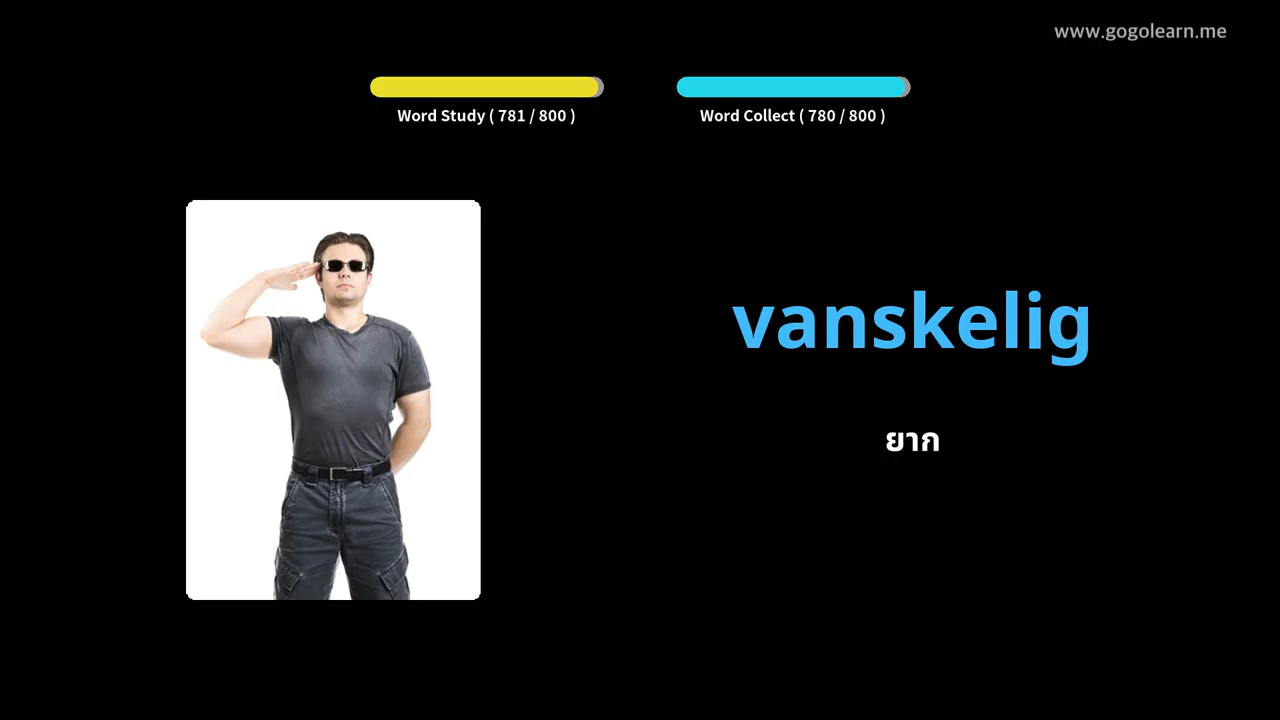 www.gogolearn.me
Word Study ( 781 / 800 )
Word Collect ( 780 / 800 )
vanskelig
ยาก